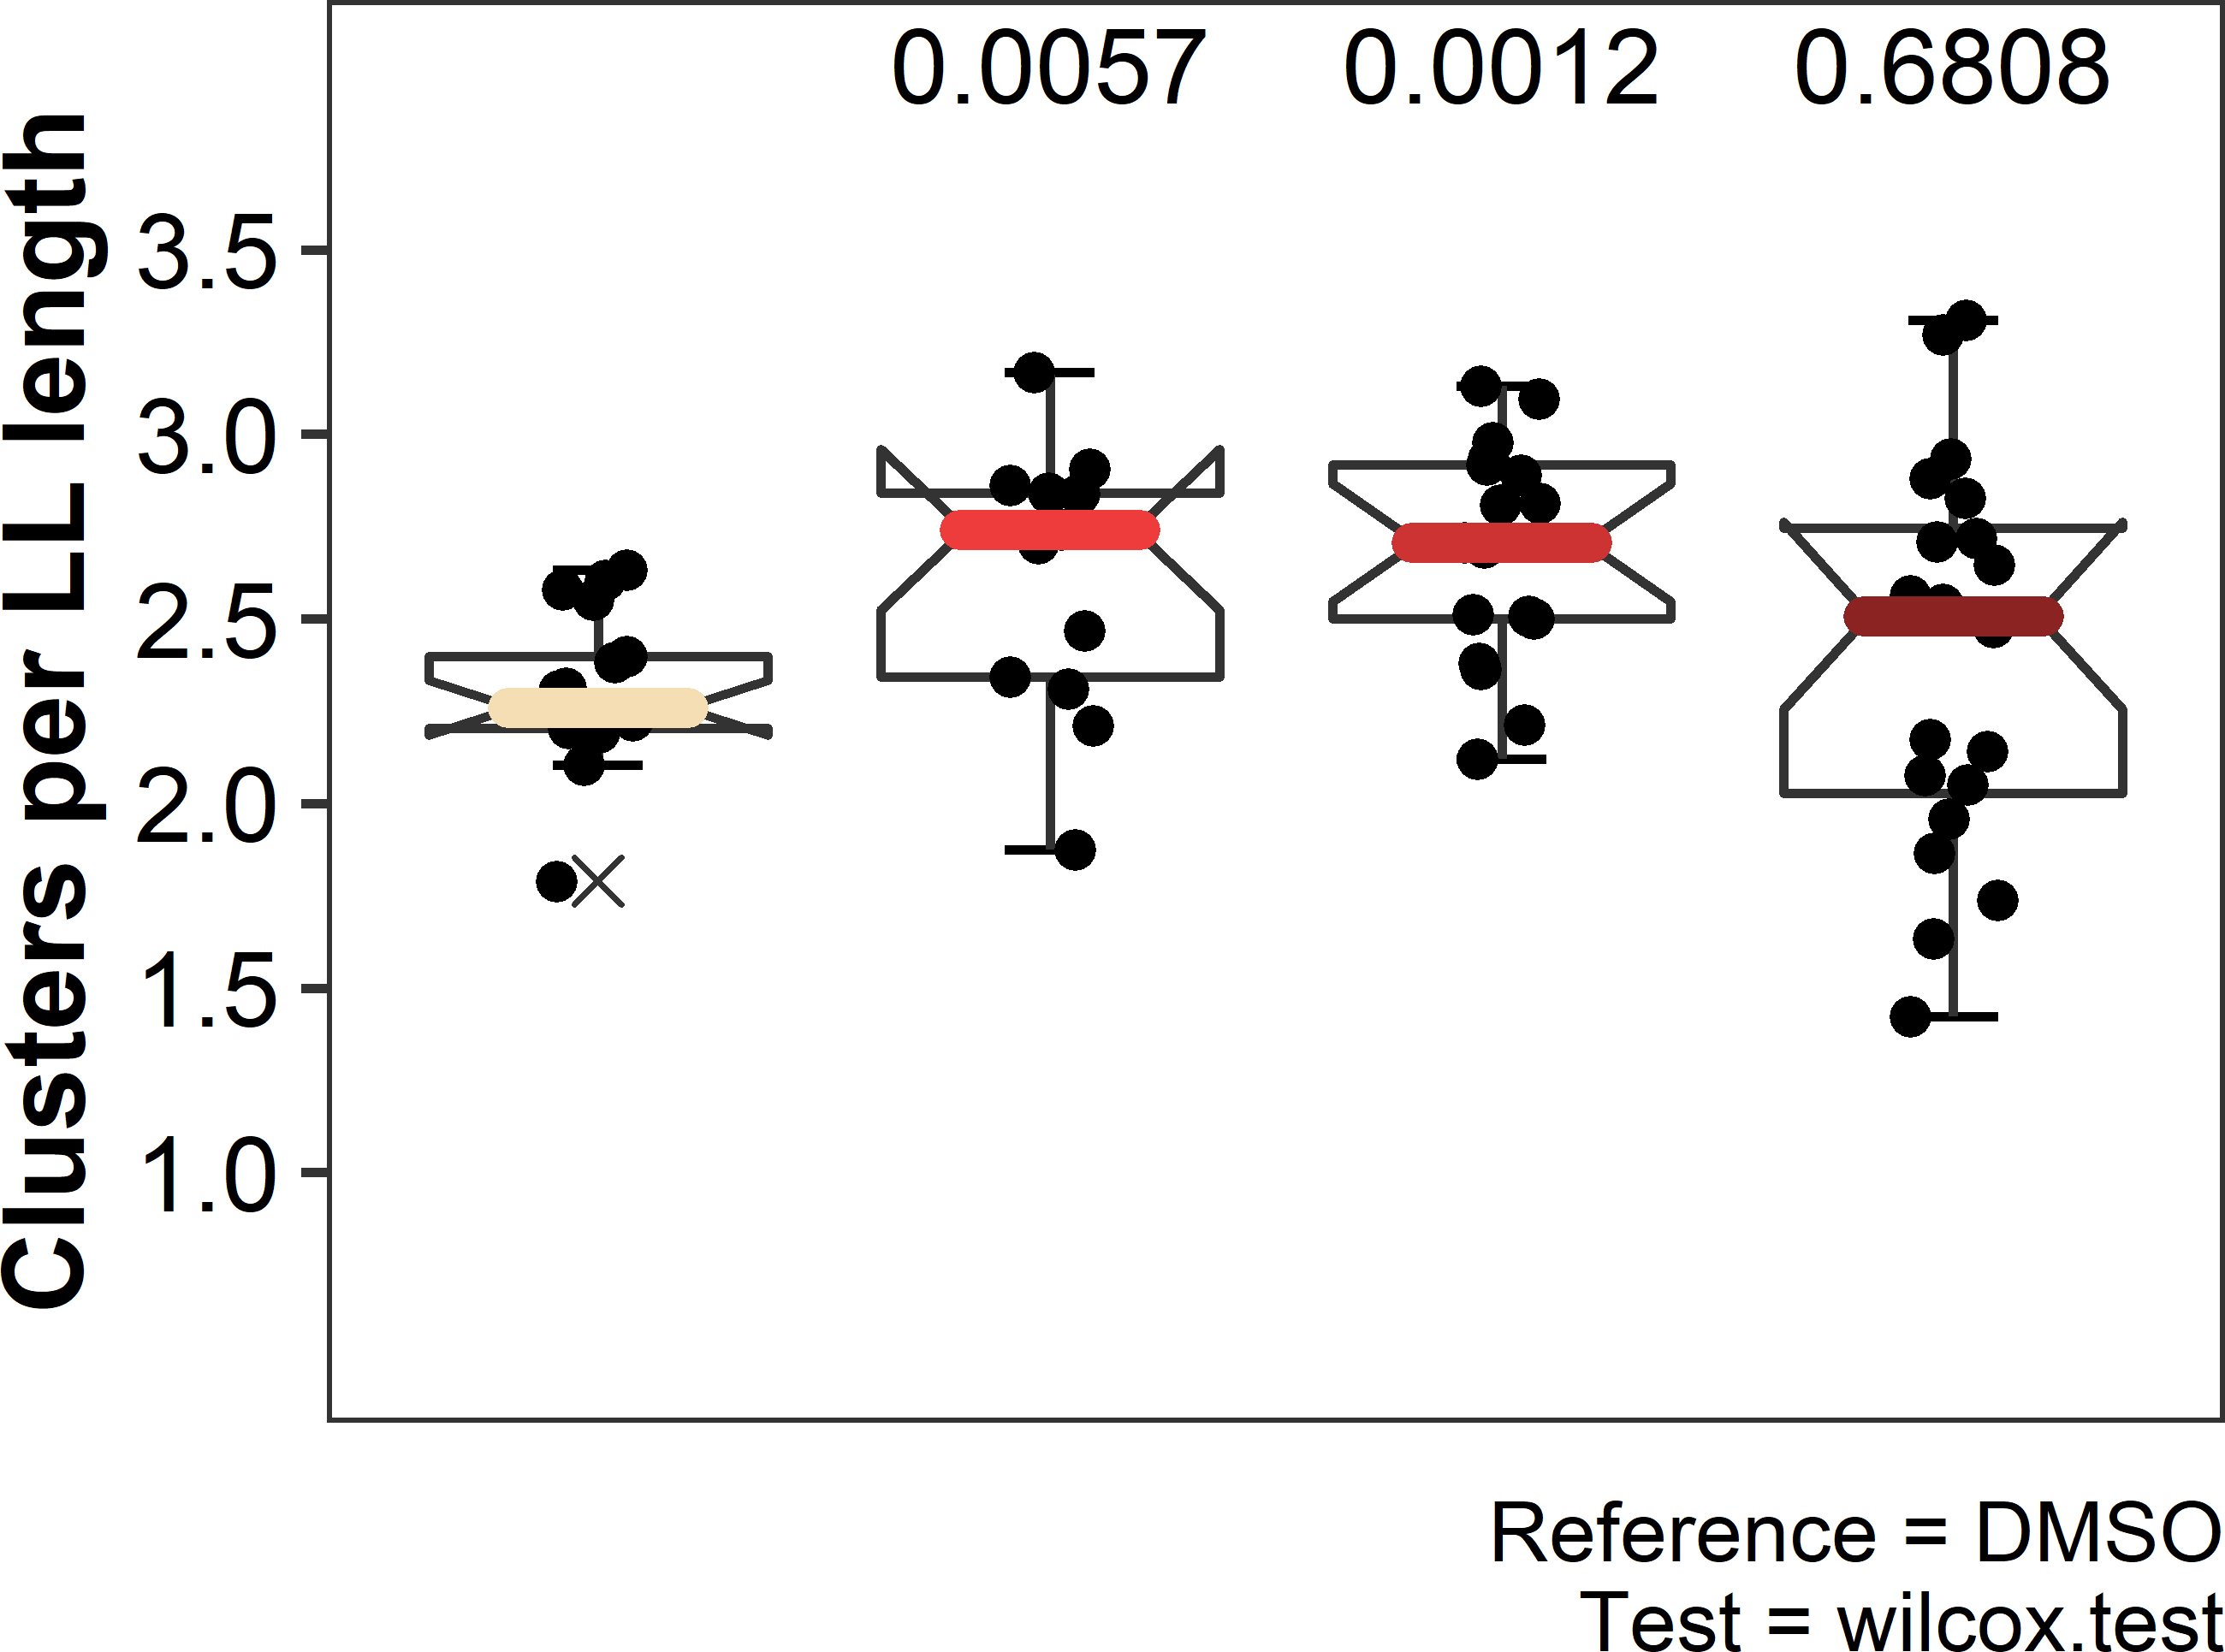 0.0057 0.0012 0.6808
Clusters per LL length
3.5
3.0
2.5
2.0
1.5
1.0
Reference = DMSO
Test = wilcox.test